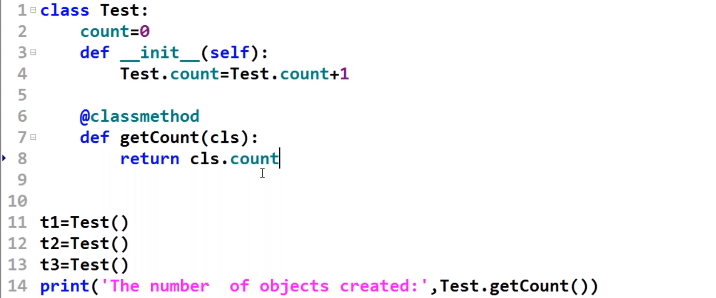 1 class Test:
2     count=0
3     def __init__(self):
4         Test.count=Test.count+1
5
6     @classmethod
7     def getCount(cls):
8         return cls.count
9
10
11 t1=Test()
12 t2=Test()
13 t3=Test()
14 print('The number  of objects created:',Test.getCount())